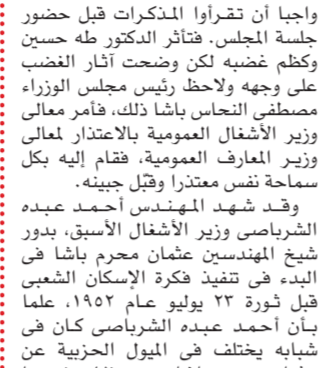 واجبا أن تقرأوا المذكرات قبل حضور
جلسة المجلس. فتأثر الدكتور طه حسين
وكظم غضبه لكن وضحت آثار الغضب
على وجهه ولاحظ رئيس مجلس الوزراء
مصطفى النحاس باشا ذلك، فأمر معالى
وزير الأشغال العمومية بالاعتذار لمعالى
وزير المعارف العمومية، فقام إليه بكل
سماحة نفس معتذرا وقبّل جبينه.
وقد شهد المهندس أحمد عبده
الشرباصى وزير الأشغال الأسبق، بدور
شيخ المهندسين عثمان محرم باشا فى
البدء فى تنفيذ فكرة الإسكان الشعبى
قبل ثورة ٢٣ يوليو عام ١٩٥٢، علما
بأن أحمد عبده الشرباصى كان فى
شبابه يختلف فى الميول الحزبية عن